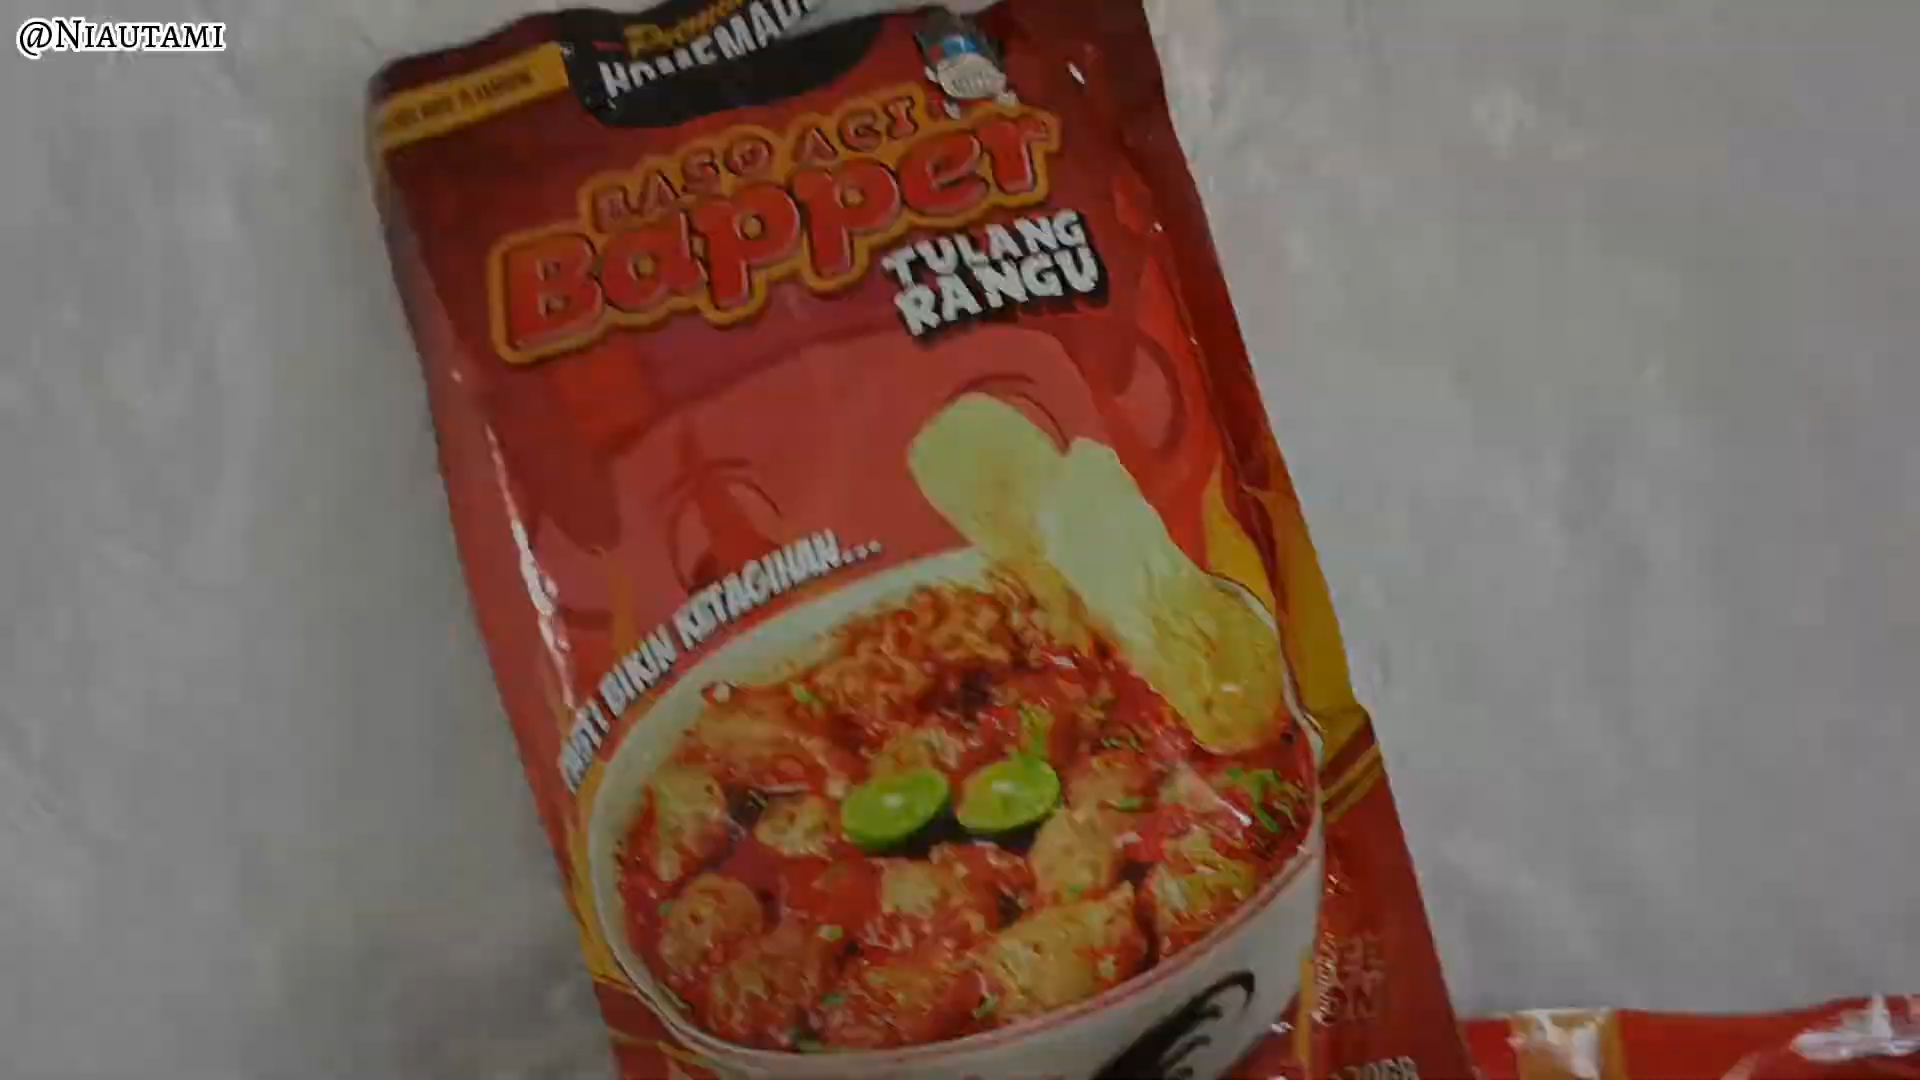 @NIAUTAMI
HOMEMADE
BASO ACI
Bapper
TULANG
RANGU
BIKIN KETAGIHAN...